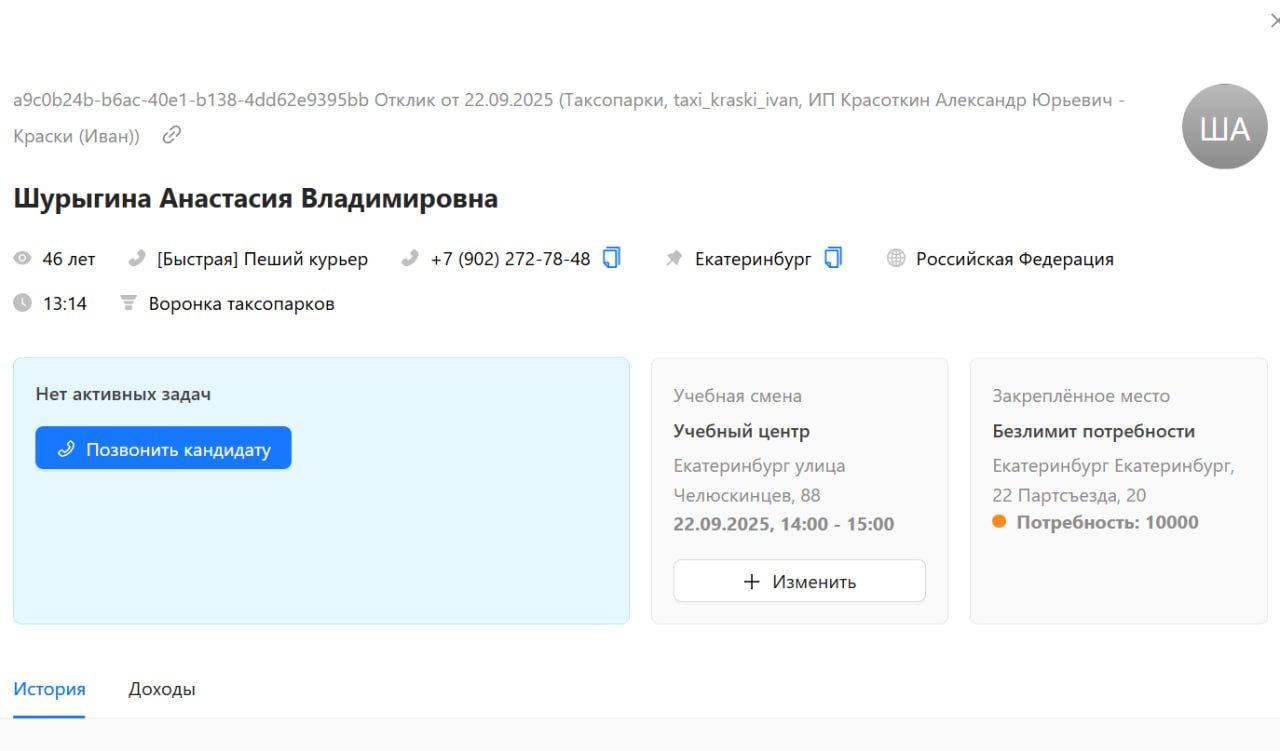 a9c0b24b-b6ac-40e1-b138-4dd62e9395bb Отклик от 22.09.2025 (Таксопарки, taxi_kraski_ivan, ИП Красоткин Александр Юрьевич -
Краски (Иван))
ША
Шурыгина Анастасия Владимировна
46 лет [Быстрая] Пеший курьер +7 (902) 272-78-48 Екатеринбург Российская Федерация
13:14 Воронка таксопарков
Нет активных задач
Позвонить кандидату
Учебная смена
Учебный центр
Екатеринбург улица
Челюскинцев, 88
22.09.2025, 14:00 - 15:00
Изменить
Закреплённое место
Безлимит потребности
Екатеринбург Екатеринбург,
22 Партсъезда, 20
Потребность: 10000
История Доходы